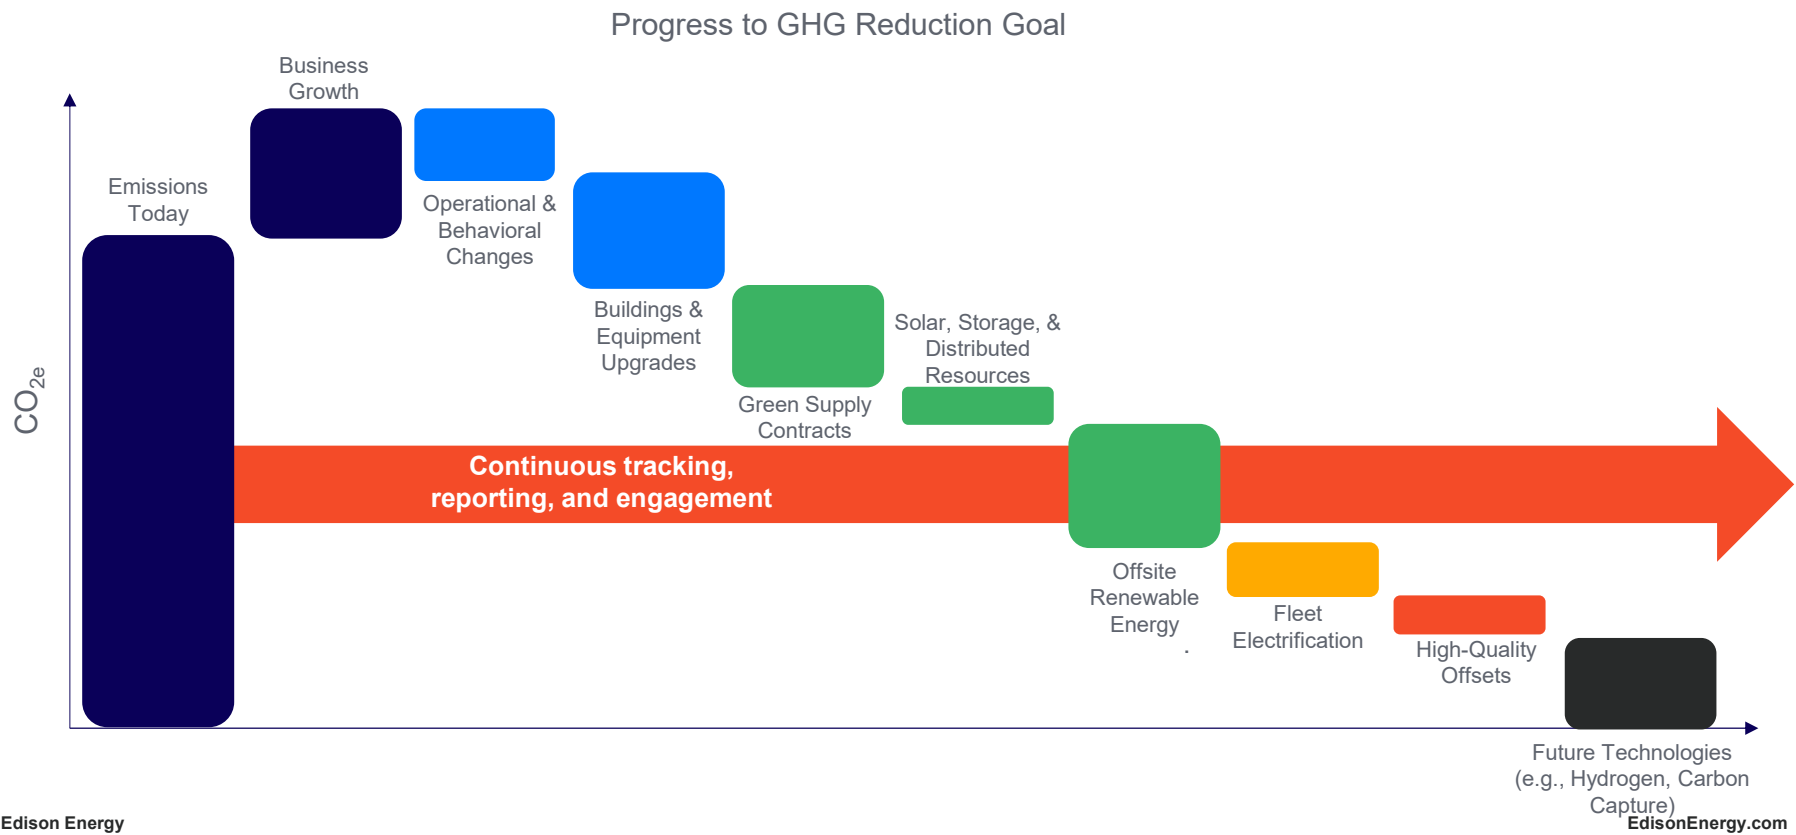 Progress to GHG Reduction Goal
Business
Growth
Emissions
Today
Operational &
Behavioral
Changes
Buildings &
Equipment
Upgrades
Solar, Storage, &
Distributed
Resources
Green Supply
Contracts
CO2e
Continuous tracking,
reporting, and engagement
Offsite
Renewable
Energy
.
Fleet
Electrification
High-Quality
Offsets
Future Technologies
(e.g., Hydrogen, Carbon
Capture)
Edison Energy
EdisonEnergy.com